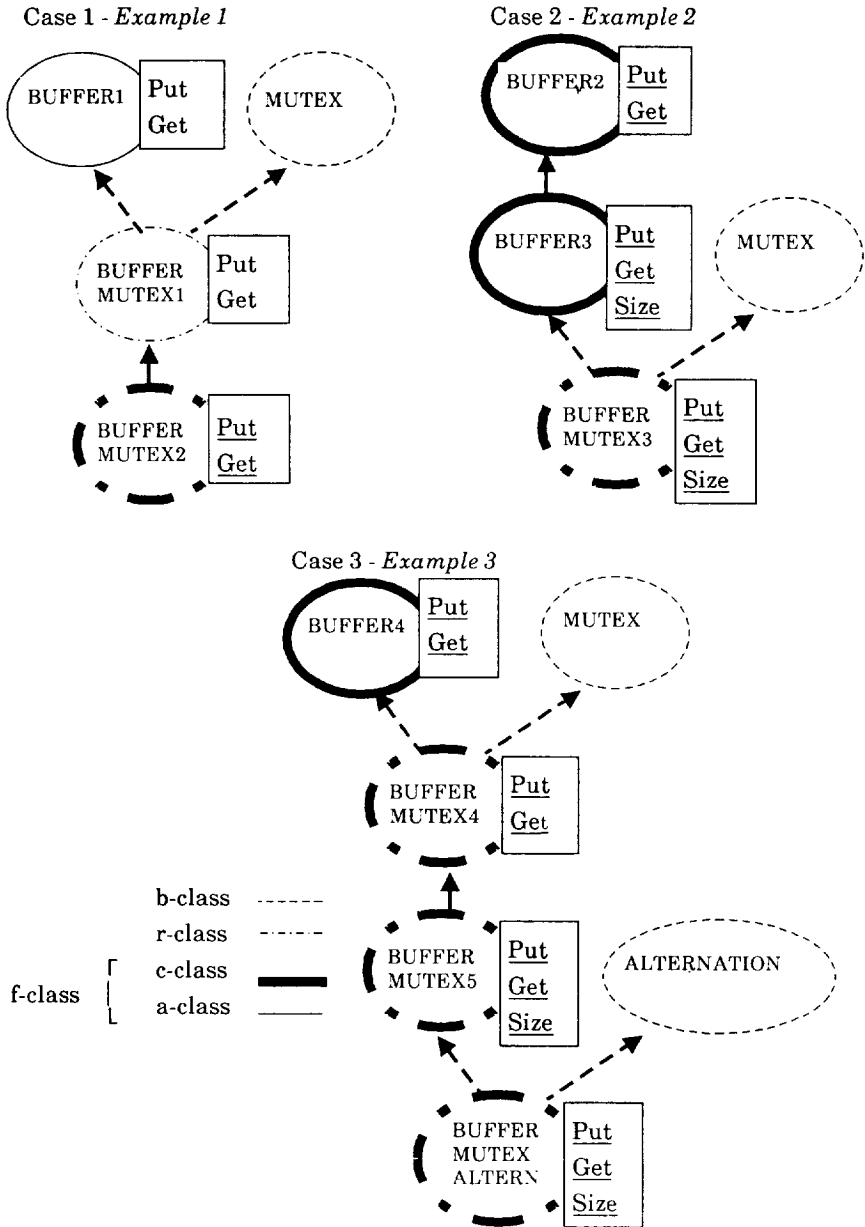 Case 1 - Example 1
BUFFER1
Put
Get
MUTEX
BUFFER
MUTEX1
Put
Get
BUFFER
MUTEX2
Put
Get
Case 2 - Example 2
BUFFER2
Put
Get
BUFFER3
Put
Get
Size
MUTEX
BUFFER
MUTEX3
Put
Get
Size
Case 3 - Example 3
BUFFER4
Put
Get
MUTEX
BUFFER
MUTEX4
Put
Get
BUFFER
MUTEX5
Put
Get
Size
ALTERNATION
BUFFER
MUTEX
ALTERN
Put
Get
Size
b-class
r-class
c-class
a-class
f-class